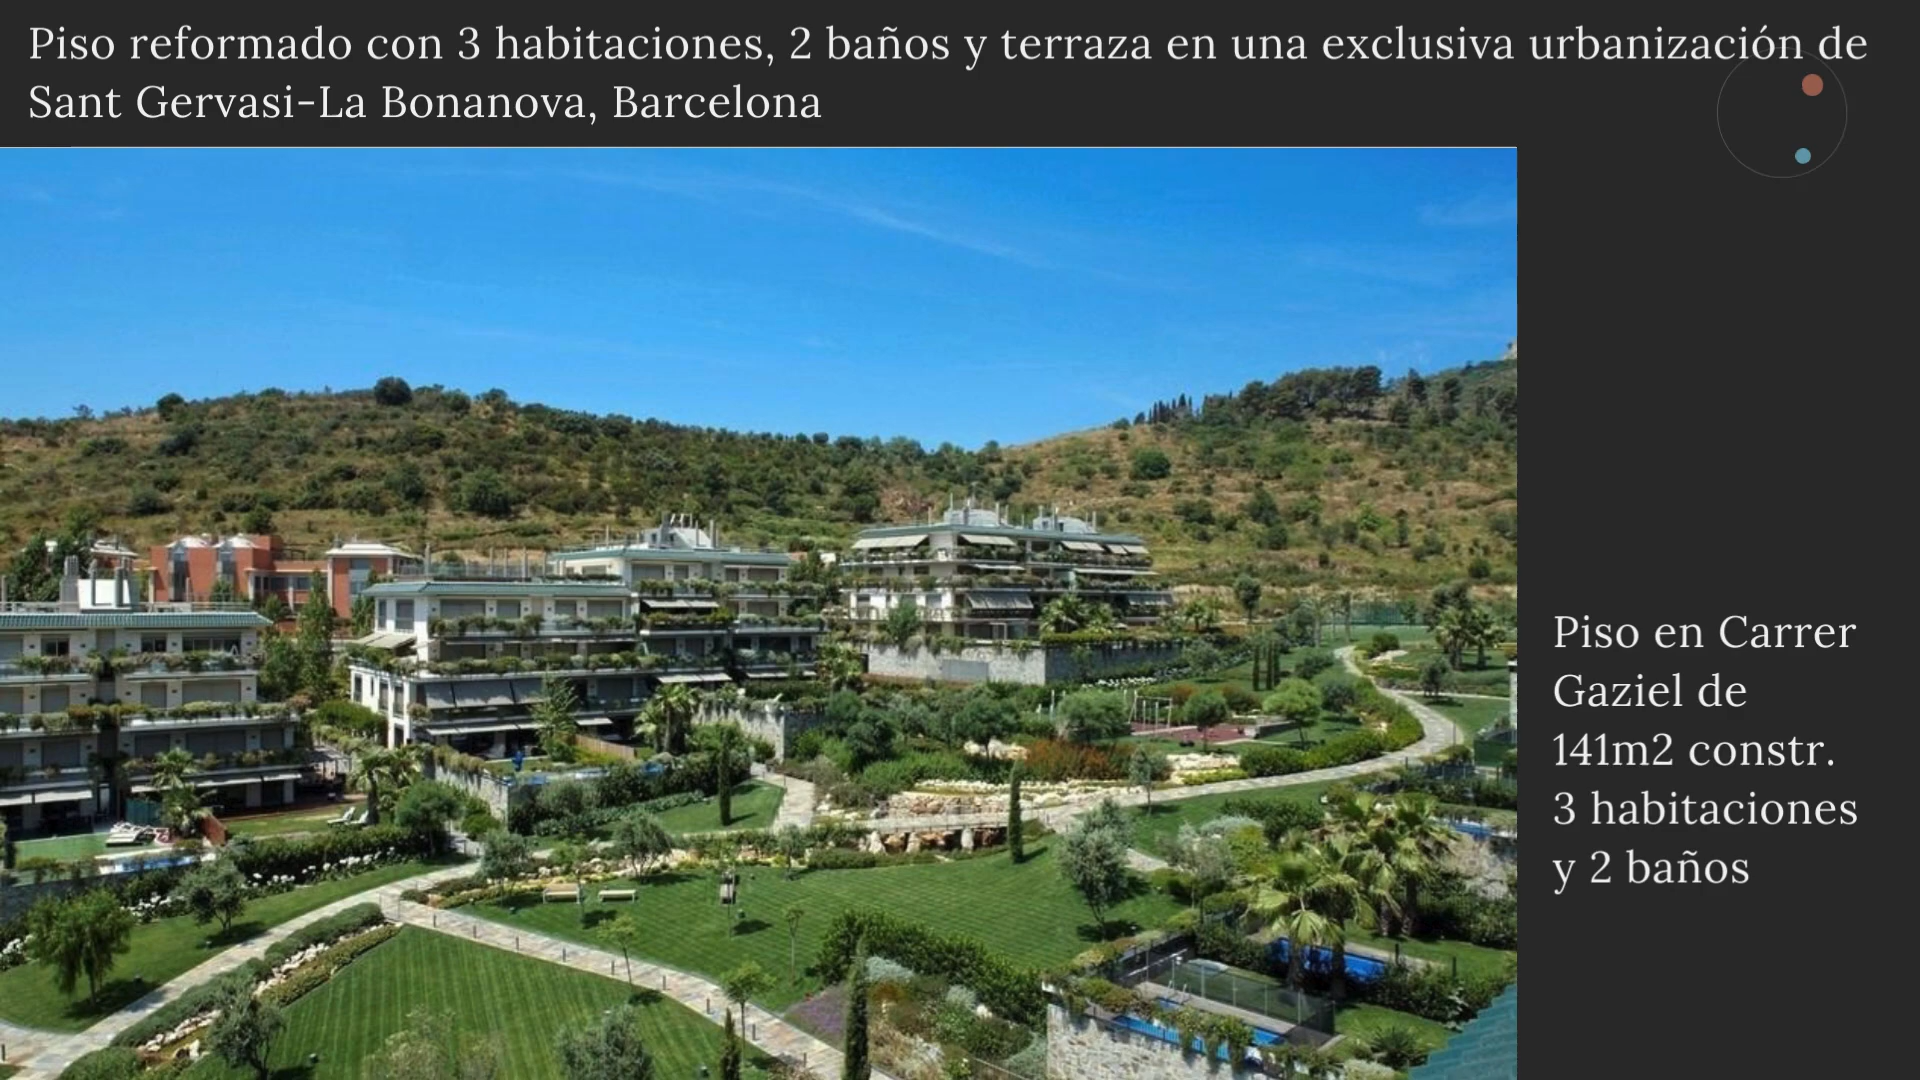 Piso reformado con 3 habitaciones, 2 baños y terraza en una exclusiva urbanización de
Sant Gervasi-La Bonanova, Barcelona
Piso en Carrer
Gaziel de
141m2 constr.
3 habitaciones
y 2 baños